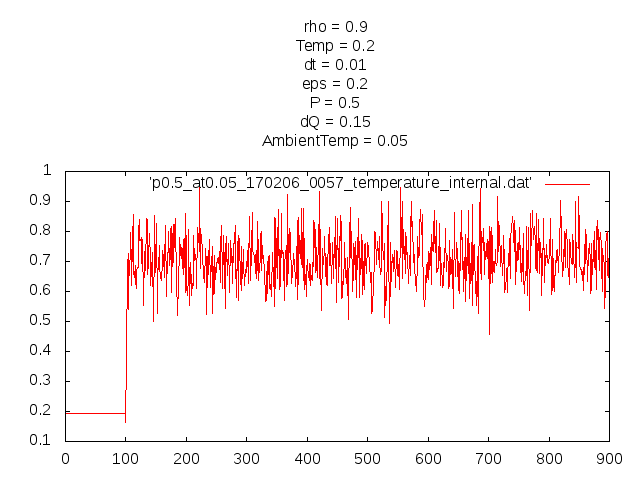 rho = 0.9
Temp = 0.2
dt = 0.01
eps = 0.2
P = 0.5
dQ = 0.15
AmbientTemp = 0.05
'p0.5_at0.05_170206_0057_temperature_internal.dat'
1
0.9
0.8
0.7
0.6
0.5
0.4
0.3
0.2
0.1
0 100 200 300 400 500 600 700 800 900